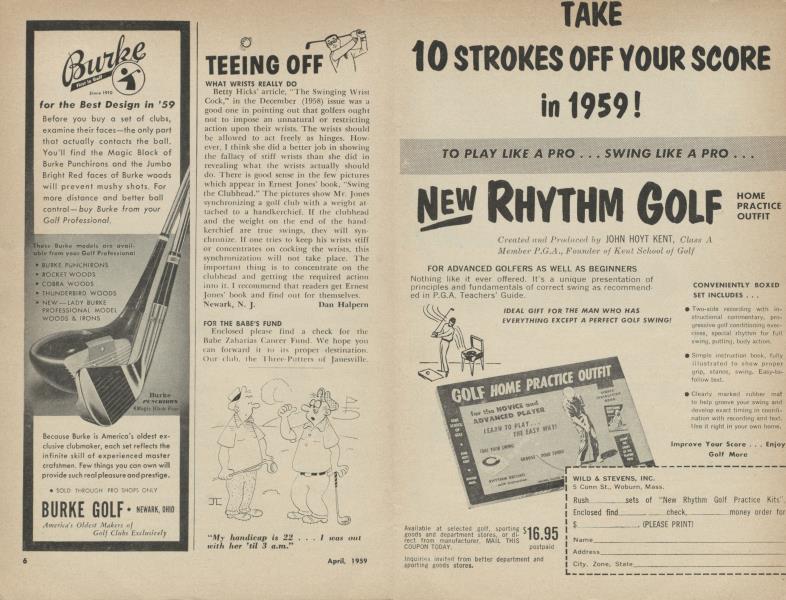 Burke
Fine in Golf
Since 1910
for the Best Design in '59
Before you buy a set of clubs,
examine their faces—the only part
that actually contacts the ball.
You'll find the Magic Black of
Burke Punchirons and the Jumbo
Bright Red faces of Burke woods
will prevent mushy shots. For
more distance and better ball
control—buy Burke from your
Golf Professional.
These Burke models are avail-
able from your Golf Professional
• BURKE PUNCHIRONS
• ROCKET WOODS
• COBRA WOODS
• THUNDERBIRD WOODS
• NEW—LADY BURKE
PROFESSIONAL MODEL
WOODS & IRONS
Burke
PUNCHIRON
Magic Black Face
Because Burke is America's oldest ex-
clusive clubmaker, each set reflects the
infinite skill of experienced master
craftsmen. Few things you can own will
provide such real pleasure and prestige.
• SOLD THROUGH PRO SHOPS ONLY
BURKE GOLF • NEWARK, OHIO
America's Oldest Makers of
Golf Clubs Exclusively
6
TEEING OFF
WHAT WRISTS REALLY DO
Betty Hicks' article, "The Swinging Wrist
Cock," in the December (1958) issue was a
good one in pointing out that golfers ought
not to impose an unnatural or restricting
action upon their wrists. The wrists should
be allowed to act freely as hinges. How-
ever, I think she did a better job in showing
the fallacy of stiff wrists than she did in
revealing what the wrists actually should
do. There is good sense in the few pictures
which appear in Ernest Jones' book, "Swing
the Clubhead." The pictures show Mr. Jones
synchronizing a golf club with a weight at-
tached to a handkerchief. If the clubhead
and the weight on the end of the hand-
kerchief are true swings, they will syn-
chronize. If one tries to keep his wrists stiff
or concentrates on cocking the wrists, this
synchronization will not take place. The
important thing is to concentrate on the
clubhead and getting the required action
into it. I recommend that readers get Ernest
Jones' book and find out for themselves.
Newark, N. J. Dan Halpern
FOR THE BABE'S FUND
Enclosed please find a check for the
Babe Zaharias Cancer Fund. We hope you
can forward it to its proper destination.
Our club, the Three-Putters of Janesville,
"My handicap is 22 . . . I was out
with her 'til 3 a.m."
April, 1959
TAKE
10 STROKES OFF YOUR SCORE
in 1959!
TO PLAY LIKE A PRO . . . SWING LIKE A PRO . . .
NEW RHYTHM GOLF
HOME
PRACTICE
OUTFIT
Created and Produced by JOHN HOYT KENT, Class A
Member P.G.A., Founder of Kent School of Golf
FOR ADVANCED GOLFERS AS WELL AS BEGINNERS
Nothing like it ever offered. It's a unique presentation of
principles and fundamentals of correct swing as recommend-
ed in P.G.A. Teachers' Guide.
IDEAL GIFT FOR THE MAN WHO HAS
EVERYTHING EXCEPT A PERFECT GOLF SWING!
CONVENIENTLY BOXED
SET INCLUDES . . .
• Two-side recording with in-
structional commentary, pro-
gressive golf conditioning exer-
cises, special rhythm for full
swing, putting, body action.
• Simple instruction book, fully
illustrated to show proper
grip, stance, swing. Easy-to-
follow text.
• Clearly marked rubber mat
to help groove your swing and
develop exact timing in coordi-
nation with recording and text.
Use it right in your own home.
Improve Your Score . . . Enjoy
Golf More
GOLF HOME PRACTICE OUTFIT
for the NOVICE and
ADVANCED PLAYER
LEARN TO PLAY . . .
THE EASY WAY!
Available at selected golf, sporting
goods and department stores, or di-
rect from manufacturer. MAIL THIS
COUPON TODAY.
$16.95
postpaid
Inquiries invited from better department and
sporting goods stores.
WILD & STEVENS, INC.
5 Conn St., Woburn, Mass.
Rush sets of "New Rhythm Golf Practice Kits",
Enclosed find check, money order for
$ (PLEASE PRINT)
Name
Address
City, Zone, State